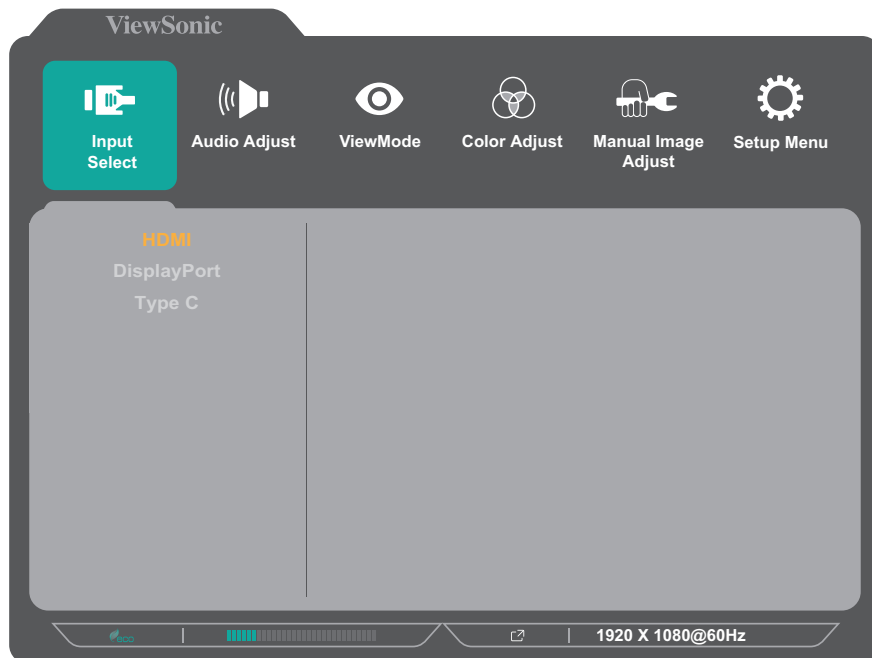 ViewSonic
Input
Select
Audio Adjust
ViewMode
Color Adjust
Manual Image
Adjust
Setup Menu
HDMI
DisplayPort
Type C
eco
1920 X 1080@60Hz